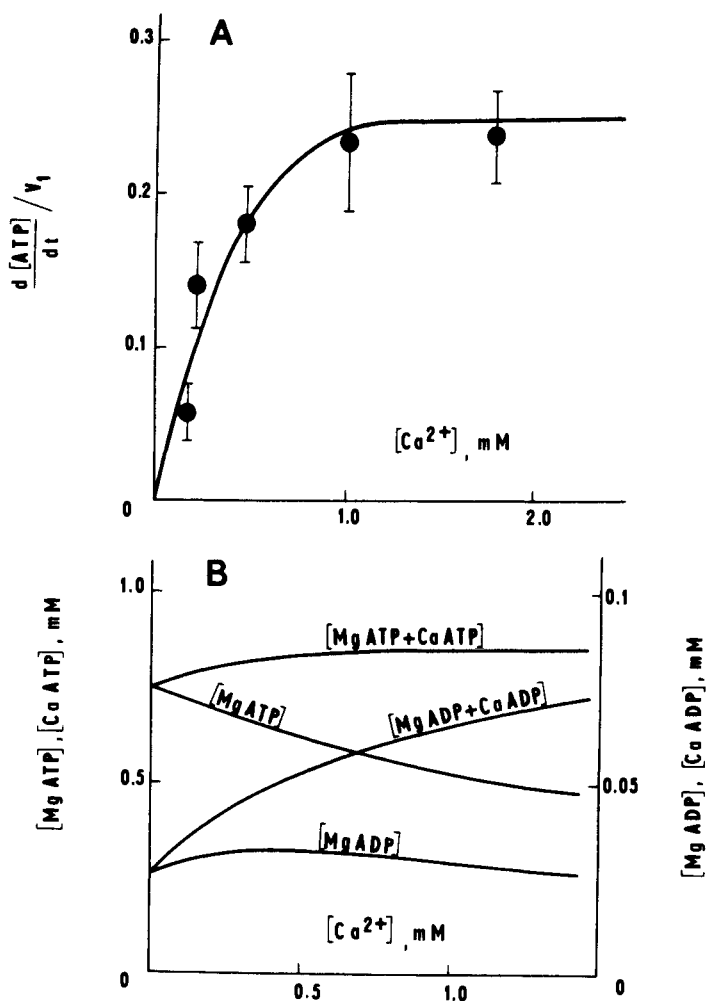 A
0.3
0.2
0.1
0
d [ATP] / V1
dt
[Ca2+], mM
1.0
2.0
B
1.0
0.5
0
[MgATP],[CaATP], mM
[MgATP+CaATP]
[MgATP]
[MgADP+CaADP]
[MgADP]
[Ca2+], mM
0.5
1.0
0.1
0.05
0
[MgADP], [CaADP], mM